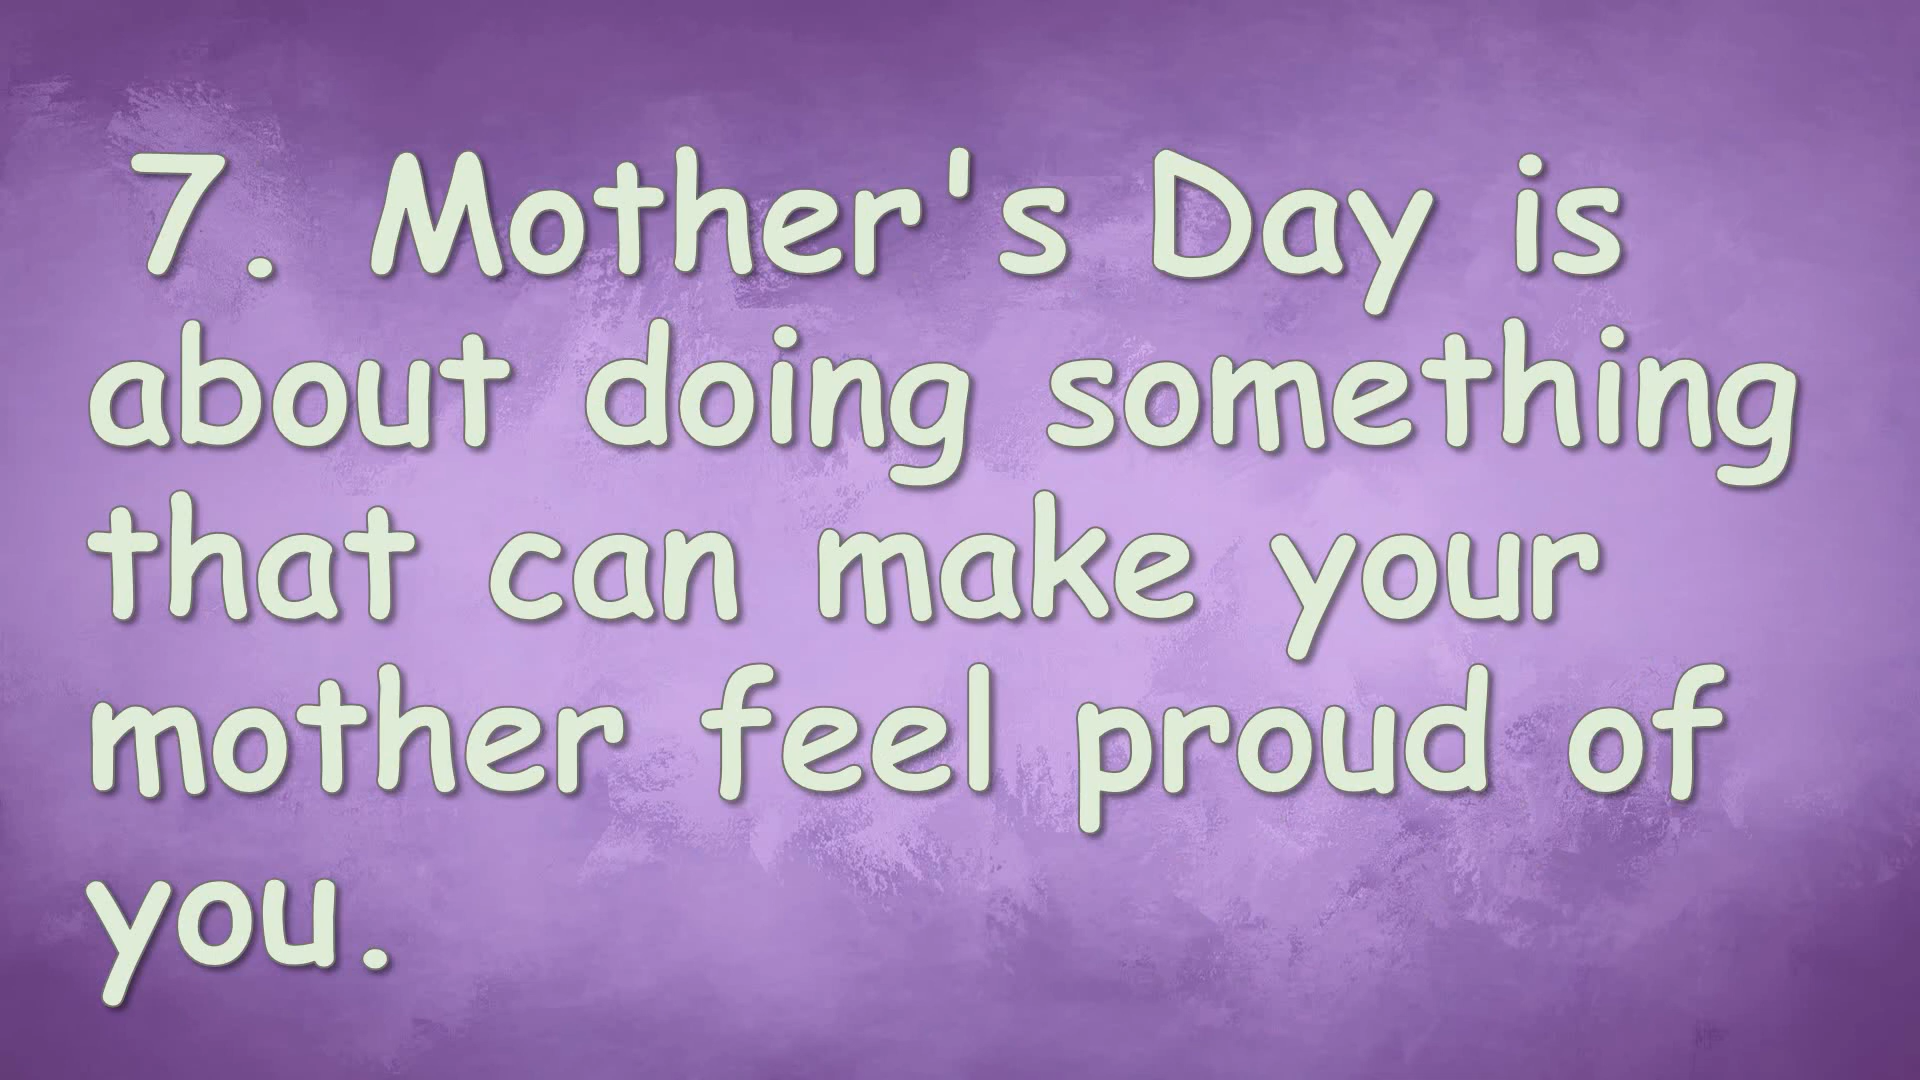 7. Mother's Day is
about doing something
that can make your
mother feel proud of
you.